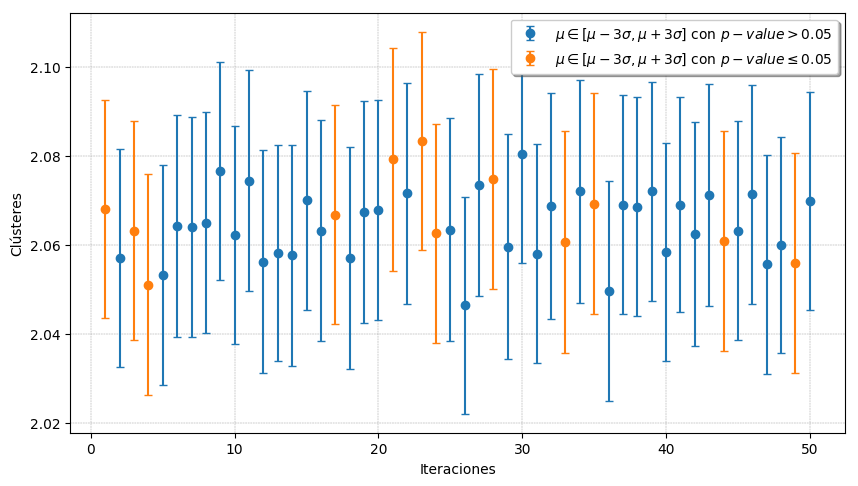 μ ∈ [μ − 3σ, μ + 3σ] con p − value > 0.05
μ ∈ [μ − 3σ, μ + 3σ] con p − value ≤ 0.05
2.10
2.08
2.06
2.04
2.02
Clústeres
0 10 20 30 40 50
Iteraciones